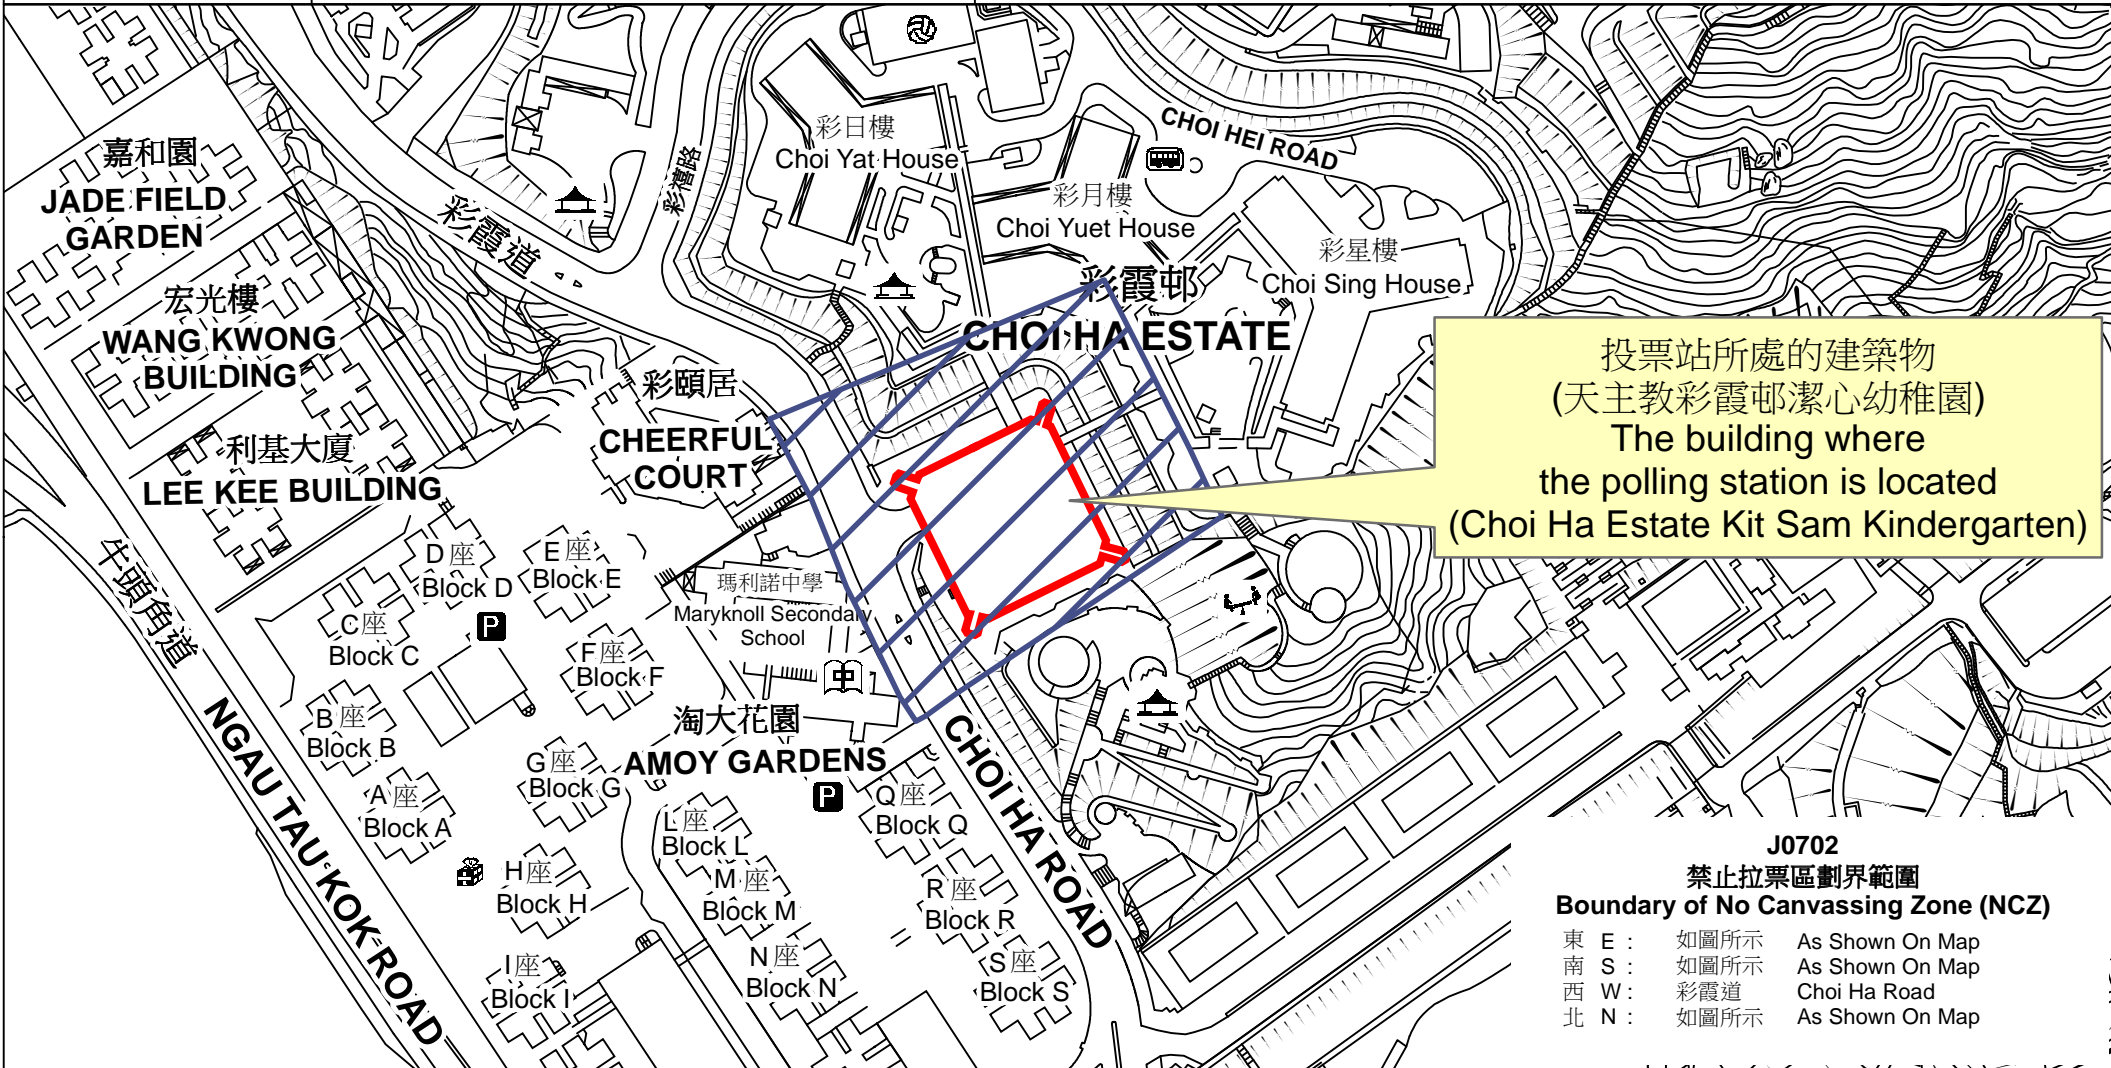 嘉和園
JADE FIELD
GARDEN
宏光樓
WANG KWONG
BUILDING
利基大廈
LEE KEE BUILDING
彩霞道
彩禧路
彩日樓
Choi Yat House
CHOI HEI ROAD
彩月樓
Choi Yuet House
彩星樓
Choi Sing House
彩霞邨
CHOI HA ESTATE
彩頤居
CHEERFUL
COURT
投票站所處的建築物
(天主教彩霞邨潔心幼稚園)
The building where
the polling station is located
(Choi Ha Estate Kit Sam Kindergarten)
牛頭角道
NGAU TAU KOK ROAD
D座
Block D
E座
Block E
C座
Block C
P
F座
Block F
瑪利諾中學
Maryknoll Secondary
School
中
B座
Block B
淘大花園
AMOY GARDENS
A座
Block A
G座
Block G
P
L座
Block L
Q座
Block Q
CHOI HA ROAD
H座
Block H
M座
Block M
R座
Block R
I座
Block I
N座
Block N
S座
Block S
J0702
禁止拉票區劃界範圍
Boundary of No Canvassing Zone (NCZ)
東 E : 如圖所示 As Shown On Map
南 S : 如圖所示 As Shown On Map
西 W : 彩霞道 Choi Ha Road
北 N : 如圖所示 As Shown On Map